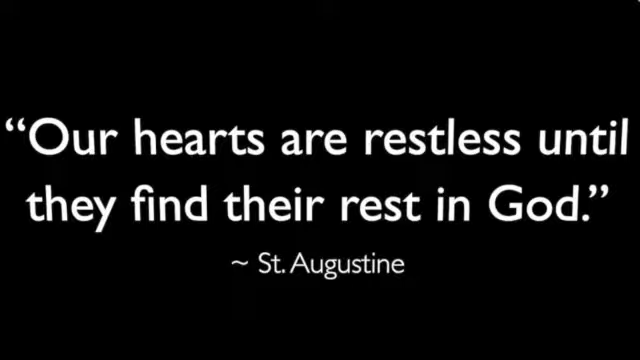 “Our hearts are restless until
they find their rest in God.”
~ St. Augustine